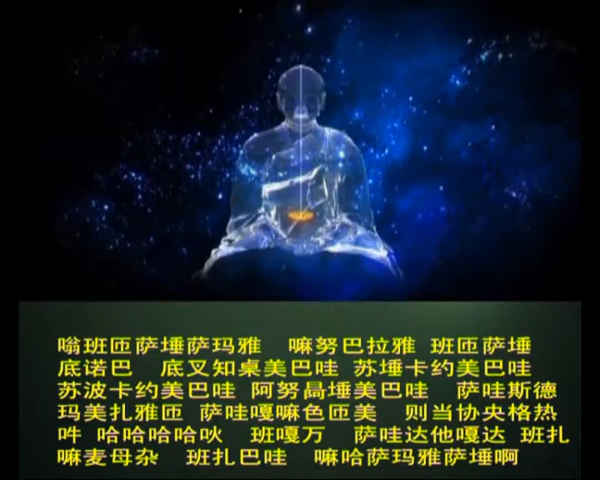 嗡班匝萨埵萨玛雅 嘛努巴拉雅 班匝萨埵
底诺巴 底叉知桌美巴哇 苏埵卡约美巴哇
苏波卡约美巴哇 阿努晑埵美巴哇 萨哇斯德
玛美扎雅匝 萨哇嘎嘛色匝美 则当协央格热
吽 哈哈哈哈吙 班嘎万 萨哇达他嘎达 班扎
嘛麦母杂 班扎巴哇 嘛哈萨玛雅萨埵啊